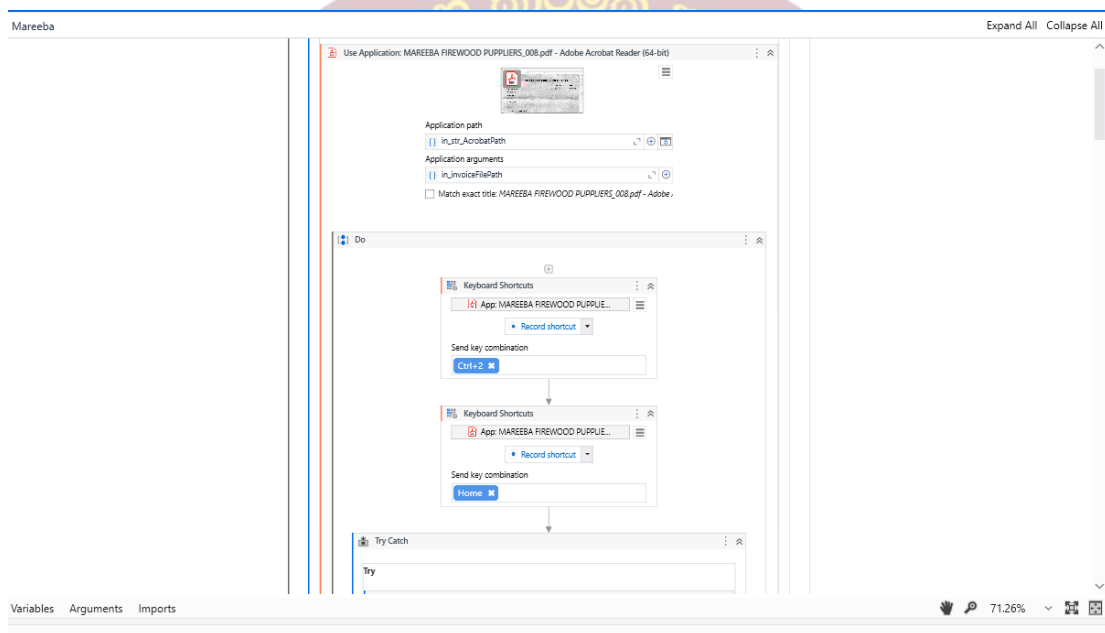 Mareeba
Expand All Collapse All
Use Application: MAREEBA FIREWOOD PUPPLIERS_008.pdf - Adobe Acrobat Reader (64-bit)
Application path
in_str_AcrobatPath
Application arguments
in_invoiceFilePath
Match exact title: MAREEBA FIREWOOD PUPPLIERS_008.pdf - Adobe
Do
Keyboard Shortcuts
App: MAREEBA FIREWOOD PUPPLIE...
Record shortcut
Send key combination
Ctrl+2
Keyboard Shortcuts
App: MAREEBA FIREWOOD PUPPLIE...
Record shortcut
Send key combination
Home
Try Catch
Try
Variables Arguments Imports
71.26%